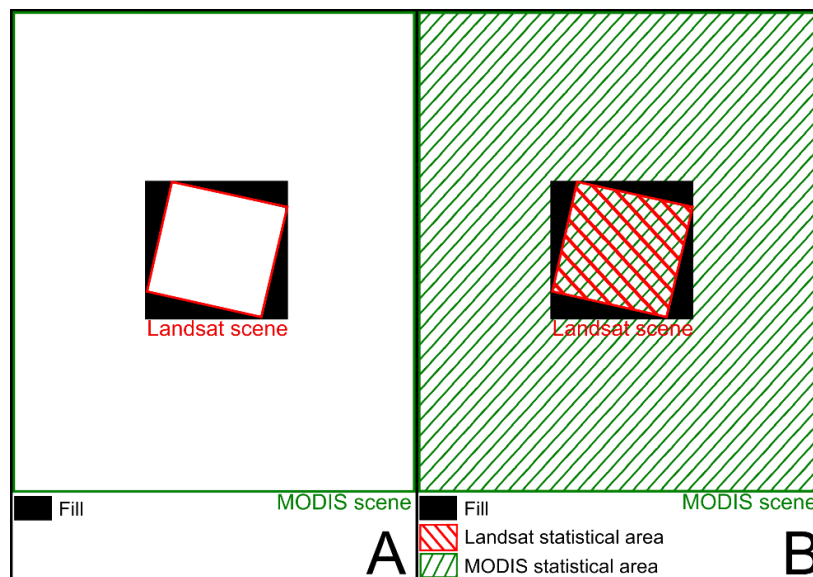 Landsat scene
MODIS scene
Fill
A
Landsat scene
MODIS scene
Fill
Landsat statistical area
MODIS statistical area
B